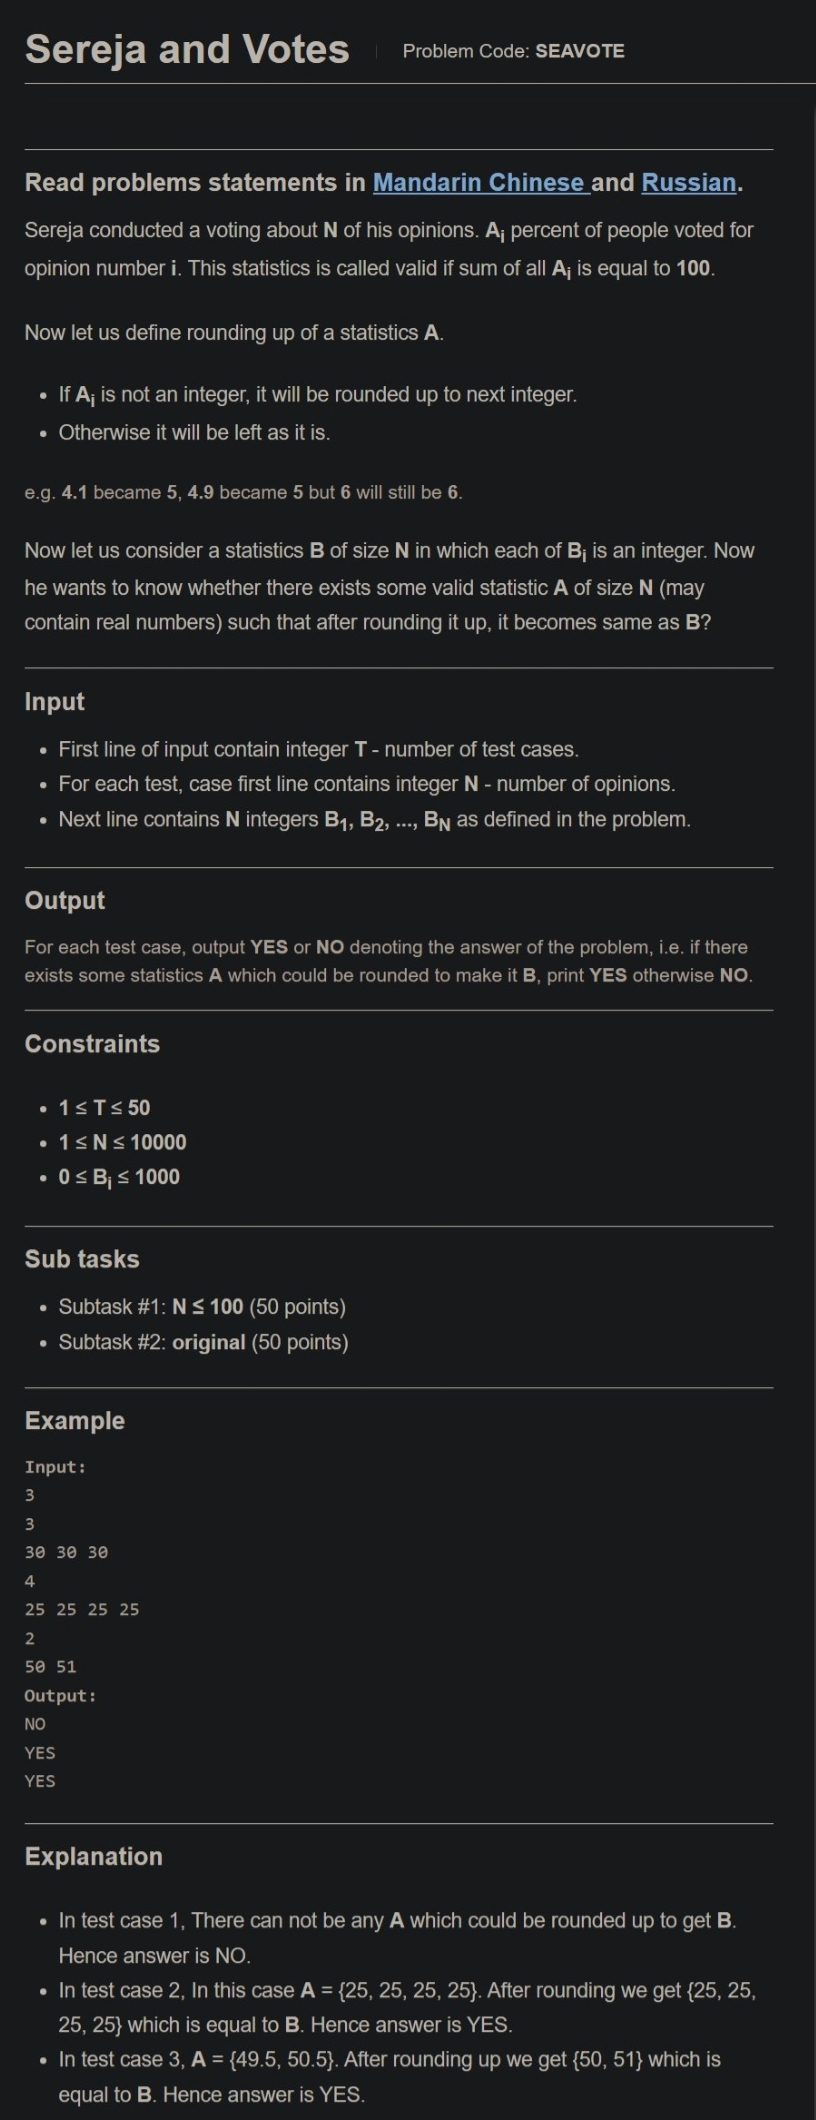 Sereja and Votes | Problem Code: SEAVOTE
Read problems statements in Mandarin Chinese and Russian.
Sereja conducted a voting about N of his opinions. Ai percent of people voted for
opinion number i. This statistics is called valid if sum of all Ai is equal to 100.
Now let us define rounding up of a statistics A.
• If Ai is not an integer, it will be rounded up to next integer.
• Otherwise it will be left as it is.
e.g. 4.1 became 5, 4.9 became 5 but 6 will still be 6.
Now let us consider a statistics B of size N in which each of Bi is an integer. Now
he wants to know whether there exists some valid statistic A of size N (may
contain real numbers) such that after rounding it up, it becomes same as B?
Input
• First line of input contain integer T - number of test cases.
• For each test, case first line contains integer N - number of opinions.
• Next line contains N integers B1, B2, ..., BN as defined in the problem.
Output
For each test case, output YES or NO denoting the answer of the problem, i.e. if there
exists some statistics A which could be rounded to make it B, print YES otherwise NO.
Constraints
• 1 ≤ T ≤ 50
• 1 ≤ N ≤ 10000
• 0 ≤ Bi ≤ 1000
Sub tasks
• Subtask #1: N ≤ 100 (50 points)
• Subtask #2: original (50 points)
Example
Input:
3
3
30 30 30
4
25 25 25 25
2
50 51
Output:
NO
YES
YES
Explanation
• In test case 1, There can not be any A which could be rounded up to get B.
Hence answer is NO.
• In test case 2, In this case A = {25, 25, 25, 25}. After rounding we get {25, 25,
25, 25} which is equal to B. Hence answer is YES.
• In test case 3, A = {49.5, 50.5}. After rounding up we get {50, 51} which is
equal to B. Hence answer is YES.